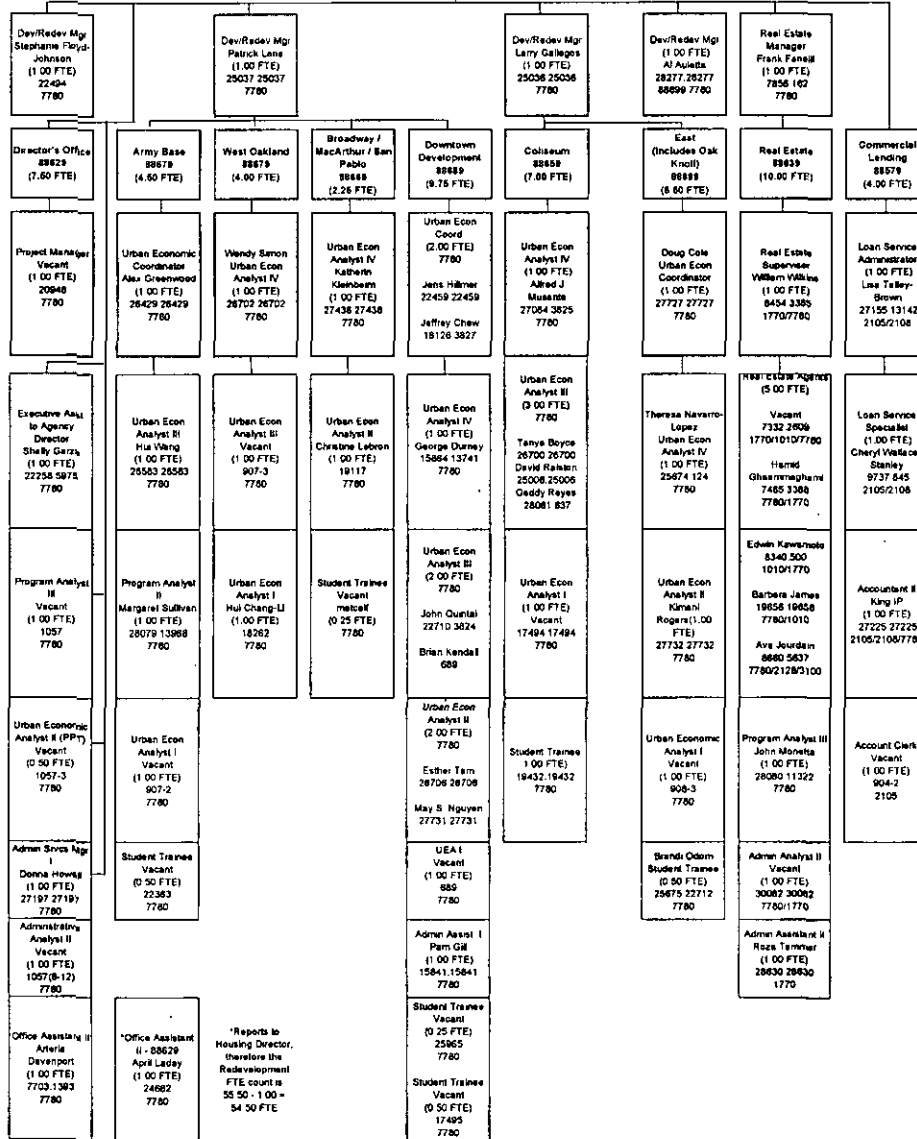 Dev/Redev Mgr
Stephanie Floyd-
Johnson
(1 00 FTE)
22494
7780
Dev/Redev Mgr
Patrick Lane
(1.00 FTE)
25037 25037
7780
Dev/Redev Mgr
Larry Gallegos
(1 00 FTE)
25036 25036
7780
Dev/Redev Mgr
(1 00 FTE)
Al Auletta
28277.28277
88699 7780
Real Estate
Manager
Frank Fanelli
(1 00 FTE)
7856 162
7780
Director's Office
88629
(7.50 FTE)
Army Base
88679
(4.50 FTE)
West Oakland
88679
(4.00 FTE)
Broadway /
MacArthur / San
Pablo
(2.25 FTE)
Downtown
Development
88689
(9.75 FTE)
Coliseum
88659
(7.00 FTE)
East
(Includes Oak
Knoll)
88699
Real Estate
88639
(10.00 FTE)
Commercial
Lending
88579
(4.00 FTE)
Project Manager
Vacant
(1 00 FTE)
20948
7780
Urban Economic
Coordinator
Alex Greenwood
(1 00 FTE)
26429 26429
7780
Wendy Simon
Urban Econ
Analyst IV
(1 00 FTE)
26702 26702
7780
Urban Econ
Analyst IV
Katherin
Kleinbeim
(1 00 FTE)
27438 27438
7780
Urban Econ
Coord
(2.00 FTE)
7780
Jens Hillmer
22459 22459
Jeffrey Chew
18126 3827
Urban Econ
Analyst IV
(1 00 FTE)
Alfred J
Musante
27084 3825
7780
Doug Cole
Urban Econ
Coordinator
(1 00 FTE)
27727 27727
7780
Real Estate
Supervisor
William Wilkins
(1 00 FTE)
8454 3385
1770/7780
Loan Service
Administrator
(1 00 FTE)
Lisa Talley-
Brown
27155 13142
2105/2108
Executive Asst
to Agency
Director
Shelly Garza
(1 00 FTE)
22258 5975
7780
Urban Econ
Analyst III
Hui Wang
(1 00 FTE)
26583 26583
7780
Urban Econ
Analyst III
Vacant
(1 00 FTE)
907-3
7780
Urban Econ
Analyst II
Christine Lebron
(1 00 FTE)
19117
7780
Urban Econ
Analyst IV
(1 00 FTE)
George Durney
15864 13741
7780
Urban Econ
Analyst III
(3 00 FTE)
7780
Tanya Boyce
26700 26700
David Ralston
25006.25006
Gaddy Reyes
28061 837
Theresa Navarro-
Lopez
Urban Econ
Analyst IV
(1 00 FTE)
25674 124
7780
Real Estate Agents
(5 00 FTE)
Vacant
7332 2609
1770/1010/7780
Hamid
Ghaemmaghami
7465 3388
7780/1770
Edwin Kawamoto
8340.500
1010/1770
Barbara James
19656 19656
7780/1010
Ava Jourdain
8660 5637
7780/2128/3100
Loan Service
Specialist
(1 00 FTE)
Cheryl Wallace
Stanley
9737 845
2105/2108
Program Analyst
III
Vacant
(1 00 FTE)
1057
7780
Program Analyst
II
Margaret Sullivan
(1 00 FTE)
28079 13968
7780
Urban Econ
Analyst I
Hui Chang-Li
(1.00 FTE)
18262
7780
Student Trainee
Vacant
metcalf
(0 25 FTE)
7780
Urban Econ
Analyst III
(2 00 FTE)
7780
John Quintal
22710 3824
Brian Kendall
689
Urban Econ
Analyst I
(1 00 FTE)
Vacant
17494 17494
7780
Urban Econ
Analyst II
Kimani
Rogers(1.00
FTE)
27732 27732
7780
Accountant II
King IP
(1 00 FTE)
27225 27225
2105/2108/778
Urban Economic
Analyst II (PPT)
Vacant
(0 50 FTE)
1057-3
7780
Urban Econ
Analyst I
Vacant
(1 00 FTE)
907-2
7780
Urban Econ
Analyst II
(2 00 FTE)
7780
Esther Tam
26706 26706
May S. Nguyen
27731 27731
Student Trainee
1 00 FTE)
19432.19432
7780
Urban Economic
Analyst I
Vacant
(1 00 FTE)
908-3
7780
Program Analyst III
John Monetta
(1 00 FTE)
28080 11322
7780
Account Clerk
Vacant
(1 00 FTE)
904-2
2105
Admin Srvcs Mgr
I
Donna Howell
(1 00 FTE)
27197 27197
7780
Student Trainee
Vacant
(0 50 FTE)
22363
7780
UEA I
Vacant
(1 00 FTE)
689
7780
Brandi Odom
Student Trainee
(0 50 FTE)
25675 22712
7780
Admin Analyst II
Vacant
(1 00 FTE)
30082 30082
7780/1770
Administrative
Analyst II
Vacant
(1 00 FTE)
1057(8-12)
7780
Admin Assist I
Pam Gill
(1 00 FTE)
15841.15841
7780
Admin Assistant II
Roza Temmer
(1 00 FTE)
28630 28630
1770
Office Assistant II
Arteria
Davenport
(1 00 FTE)
7703.1393
7780
*Office Assistant
II - 88629
April Laday
(1 00 FTE)
24662
7780
*Reports to
Housing Director,
therefore the
Redevelopment
FTE count is
55 50 - 1 00 =
54 50 FTE
Student Trainee
Vacant
(0 25 FTE)
25965
7780
Student Trainee
Vacant
(0 50 FTE)
17495
7780